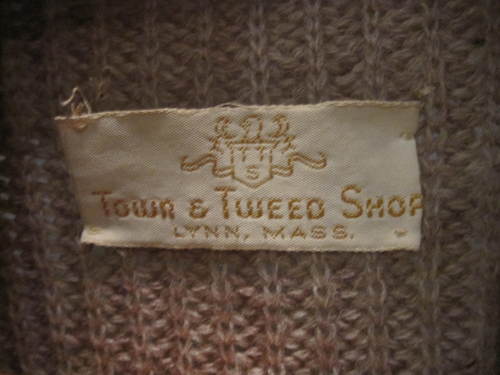 S
Town & Tweed Shop
LYNN, MASS.